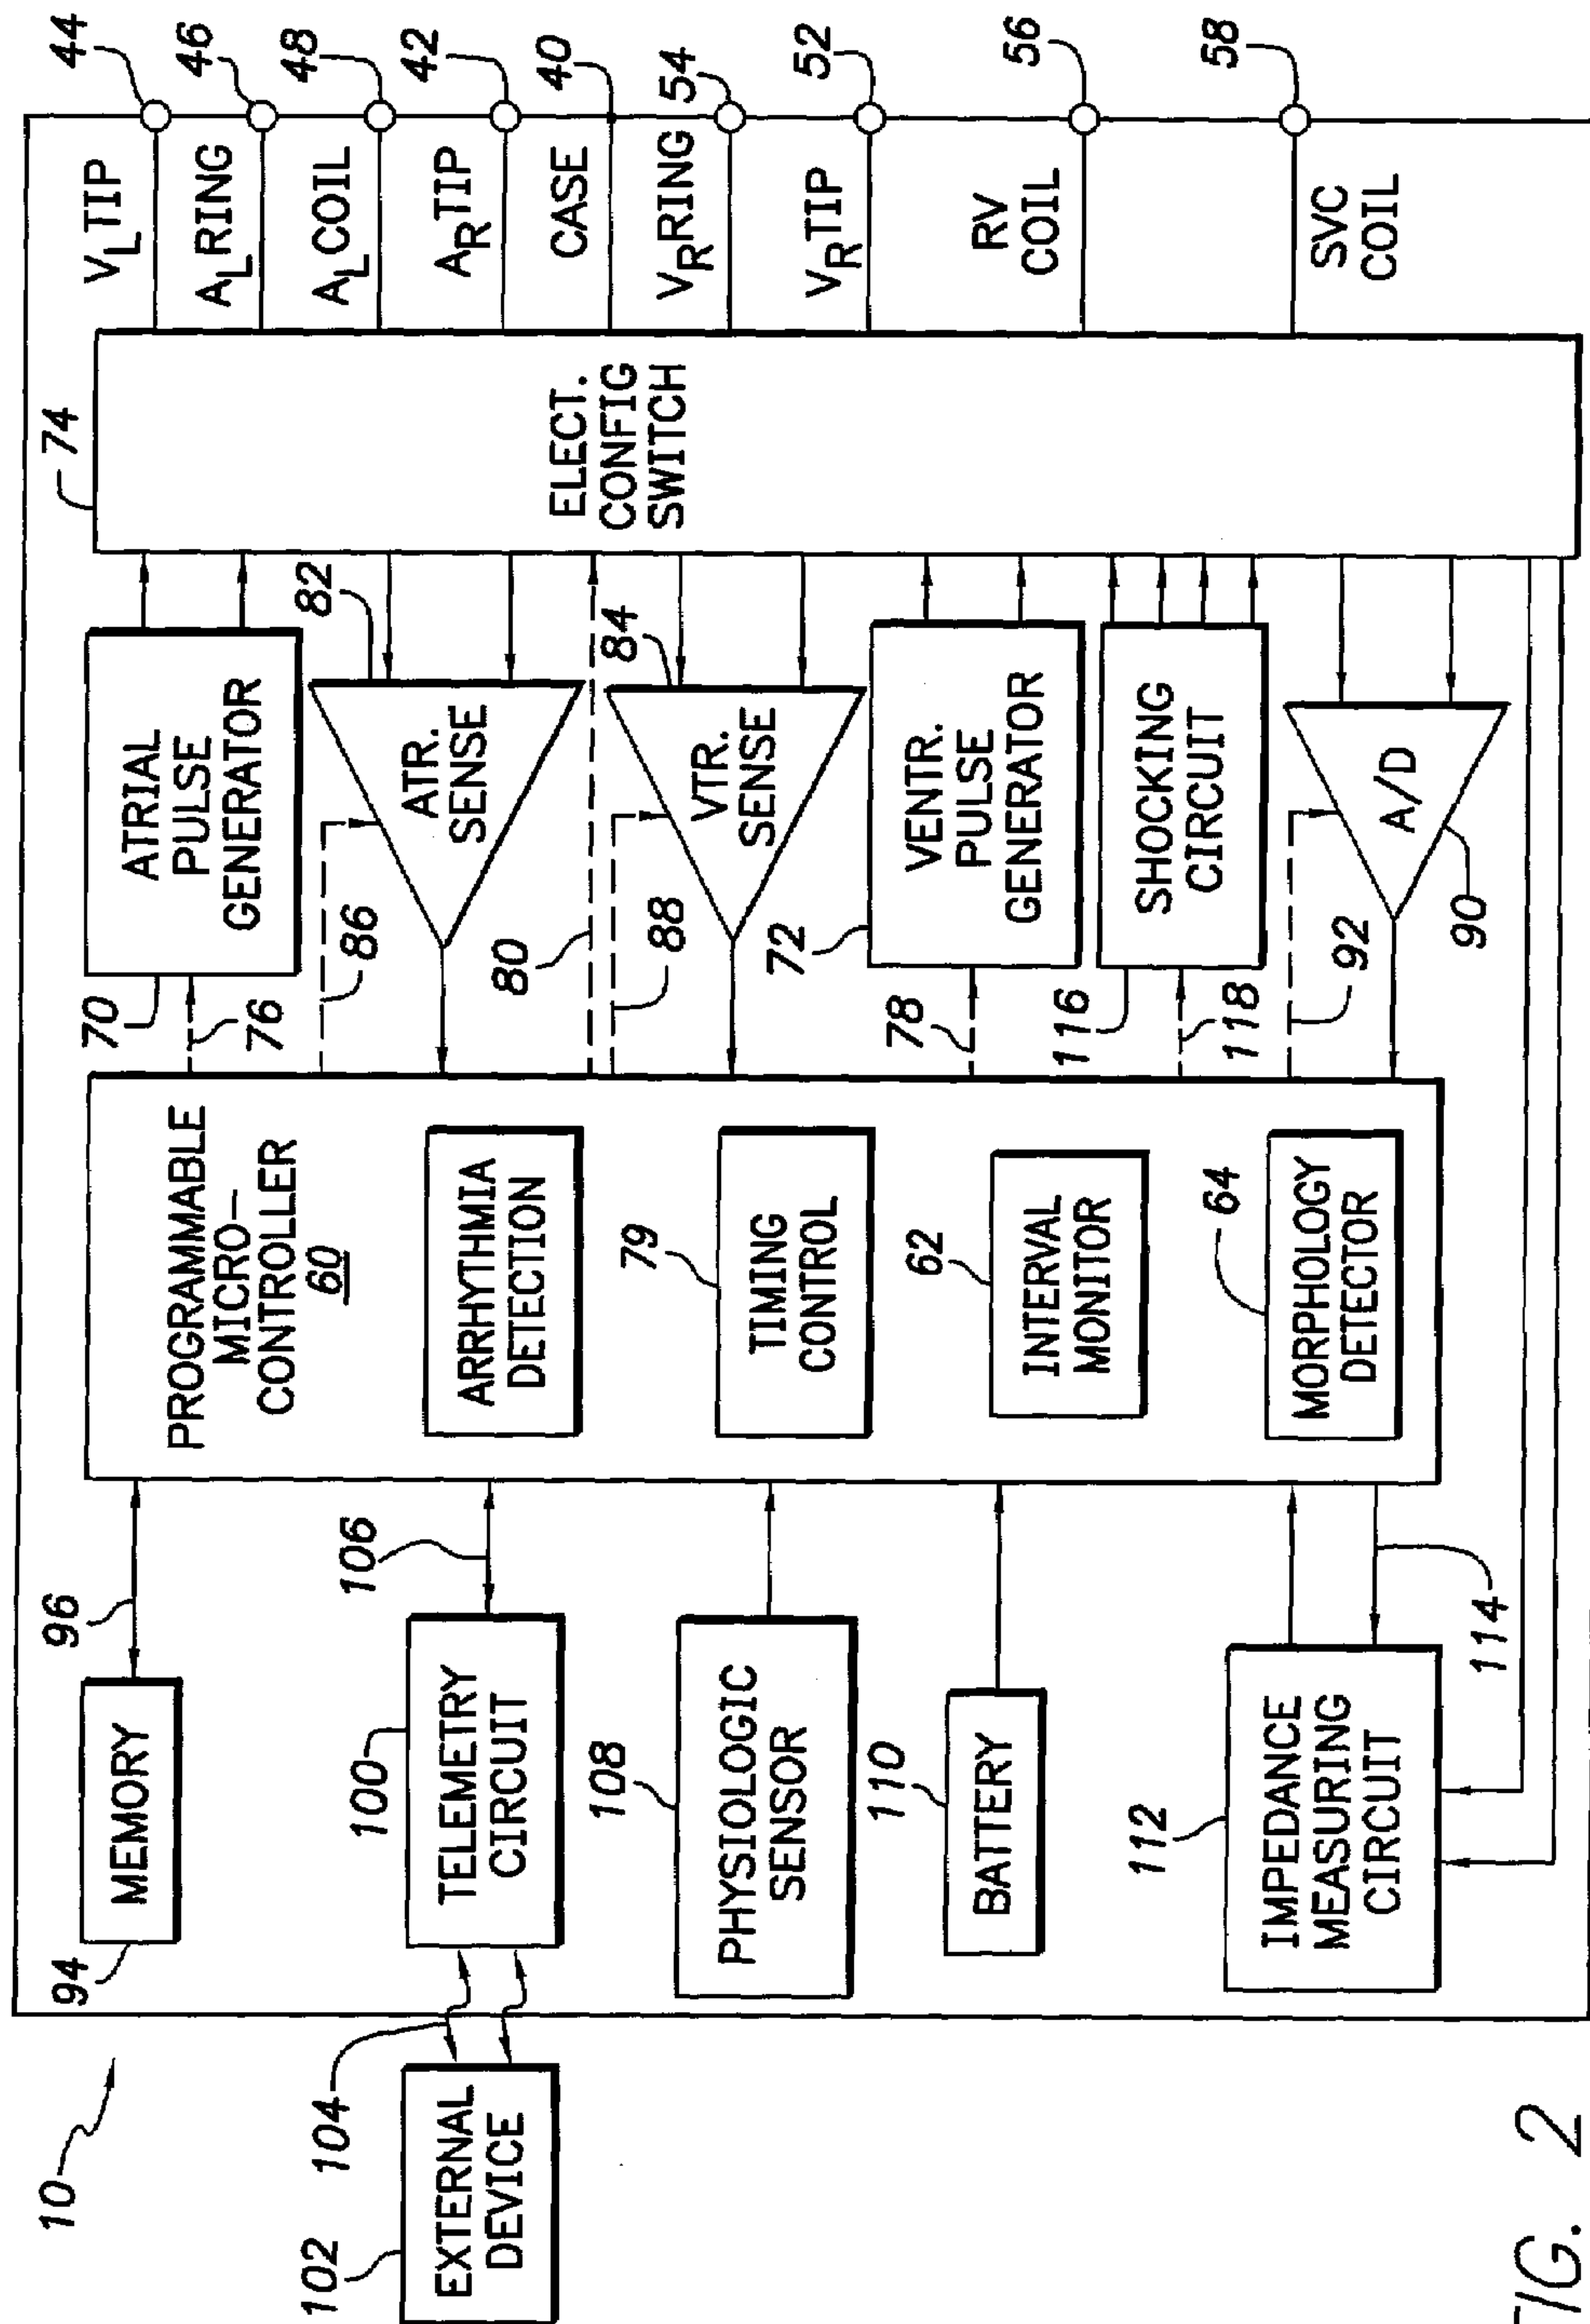 10
102
EXTERNAL
DEVICE
104
94
MEMORY
96
100
TELEMETRY
CIRCUIT
106
108
PHYSIOLOGIC
SENSOR
110
BATTERY
112
IMPEDANCE
MEASURING
CIRCUIT
114
PROGRAMMABLE
MICRO-
CONTROLLER
60
ARRHYTHMIA
DETECTION
79
TIMING
CONTROL
62
INTERVAL
MONITOR
64
MORPHOLOGY
DETECTOR
70
76
ATRIAL
PULSE
GENERATOR
86
82
ATR.
SENSE
80
88
84
VTR.
SENSE
72
78
VENTR.
PULSE
GENERATOR
116
118
SHOCKING
CIRCUIT
92
A/D
90
74
ELECT.
CONFIG
SWITCH
VLTIP
44
ALRING
46
ALCOIL
48
ARTIP
42
CASE
40
VRRING
54
VRTIP
52
RV
COIL
56
SVC
COIL
58
FIG. 2